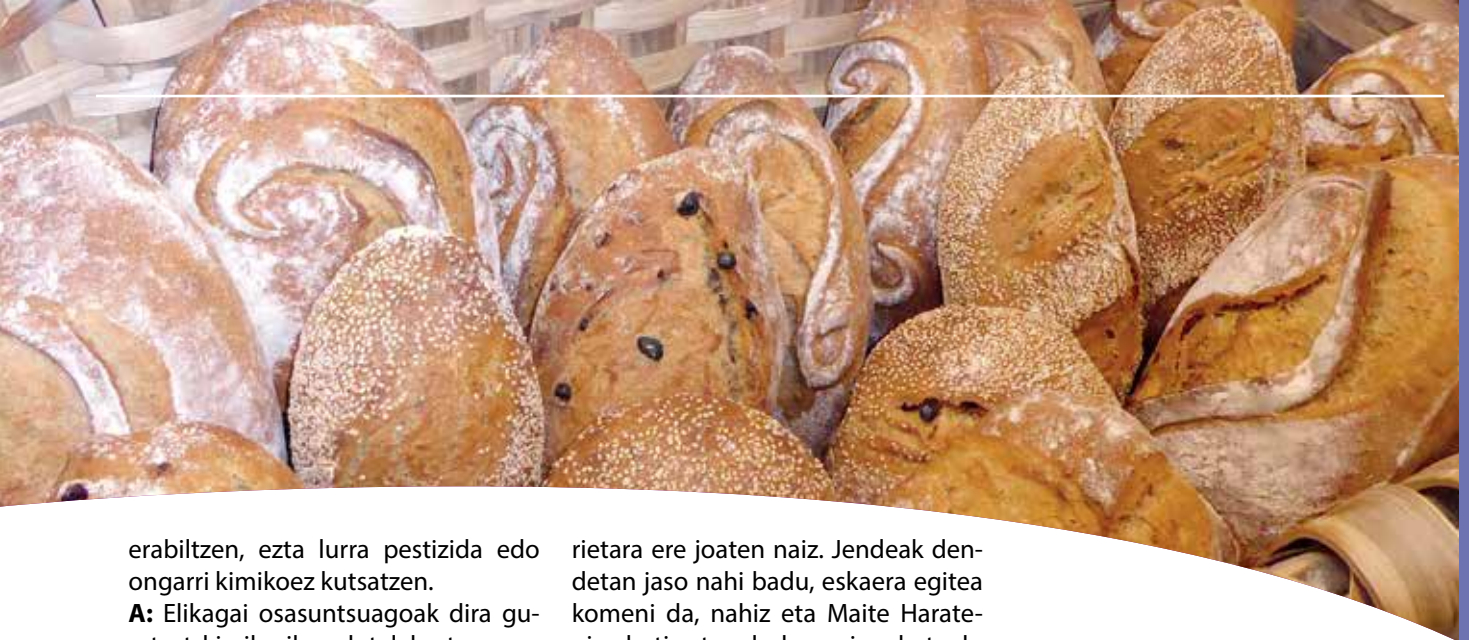 erabiltzen, ezta lurra pestizida edo
ongarri kimikoez kutsatzen.
A: Elikagai osasuntsuagoak dira gu-
rietara ere joaten naiz. Jendeak den-
detan jaso nahi badu, eskaera egitea
komeni da, nahiz eta Maite Harate-